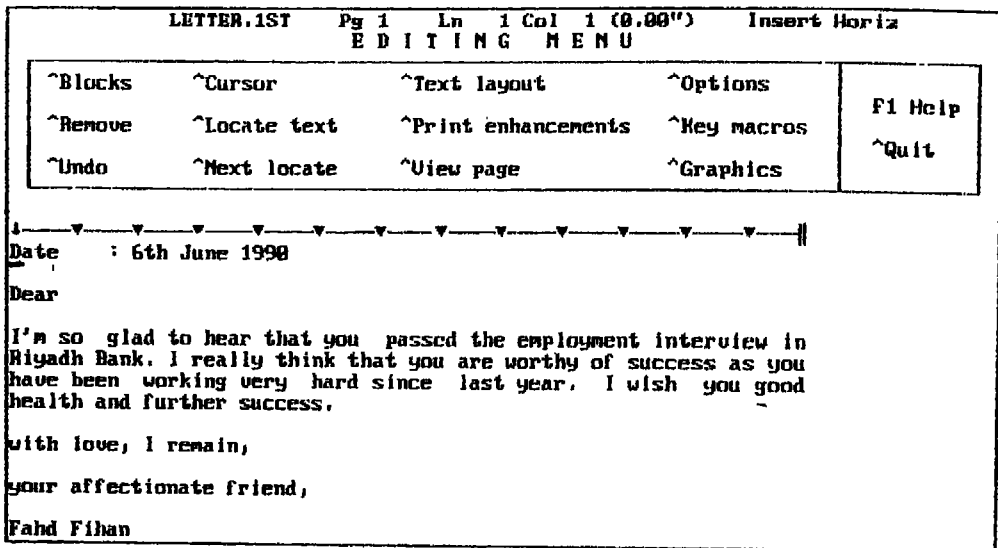 LETTER.1ST Pg 1 Ln 1 Col 1 (0.00") Insert Horiz
E D I T I N G M E N U
^Blocks ^Cursor ^Text layout ^Options F1 Help
^Remove ^Locate text ^Print enhancements ^Key macros ^Quit
^Undo ^Next locate ^View page ^Graphics
Date : 6th June 1990
Dear
I'm so glad to hear that you passed the employment interview in
Riyadh Bank. I really think that you are worthy of success as you
have been working very hard since last year. I wish you good
health and further success.
with love, I remain,
your affectionate friend,
Fahd Fihan